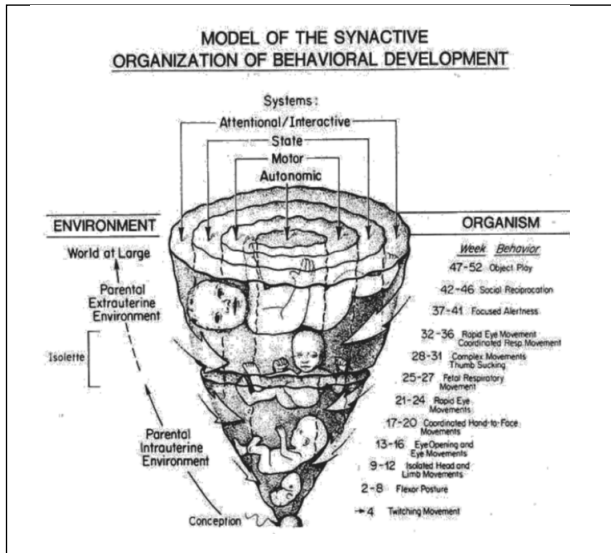 MODEL OF THE SYNACTIVE
ORGANIZATION OF BEHAVIORAL DEVELOPMENT
Systems:
Attentional/Interactive
State
Motor
Autonomic
ENVIRONMENT
World at Large
Parental
Extrauterine
Environment
Isolette
Parental
Intrauterine
Environment
Conception
ORGANISM
Week Behavior
47-52 Object Play
42-46 Social Reciprocation
37-41 Focused Alertness
32-36 Rapid Eye Movement
Coordinated Resp. Movement
28-31 Complex Movements
Thumb Sucking
25-27 Fetal Respiratory
Movement
21-24 Rapid Eye
Movements
17-20 Coordinated Hand-to-Face
Movements
13-16 Eye Opening and
Eye Movements
9-12 Isolated Head and
Limb Movements
2-8 Flexor Posture
→4 Twitching Movement